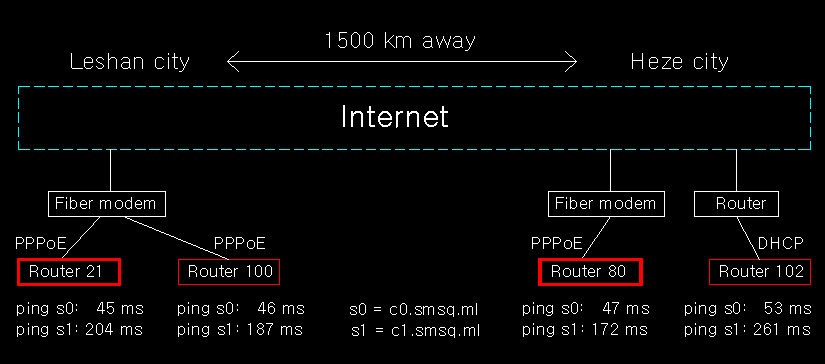 1500 km away
Leshan city
Heze city
Internet
Fiber modem
Fiber modem
Router
PPPoE
PPPoE
PPPoE
DHCP
Router 21
Router 100
Router 80
Router 102
ping s0: 45 ms
ping s1: 204 ms
ping s0: 46 ms
ping s1: 187 ms
s0 = c0.smsq.ml
s1 = c1.smsq.ml
ping s0: 47 ms
ping s1: 172 ms
ping s0: 53 ms
ping s1: 261 ms